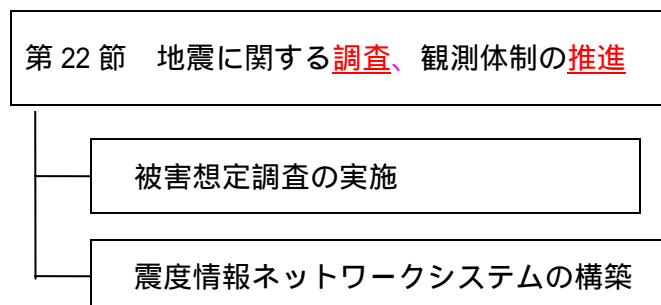 第 22 節　地震に関する調査、観測体制の推進
被害想定調査の実施
震度情報ネットワークシステムの構築